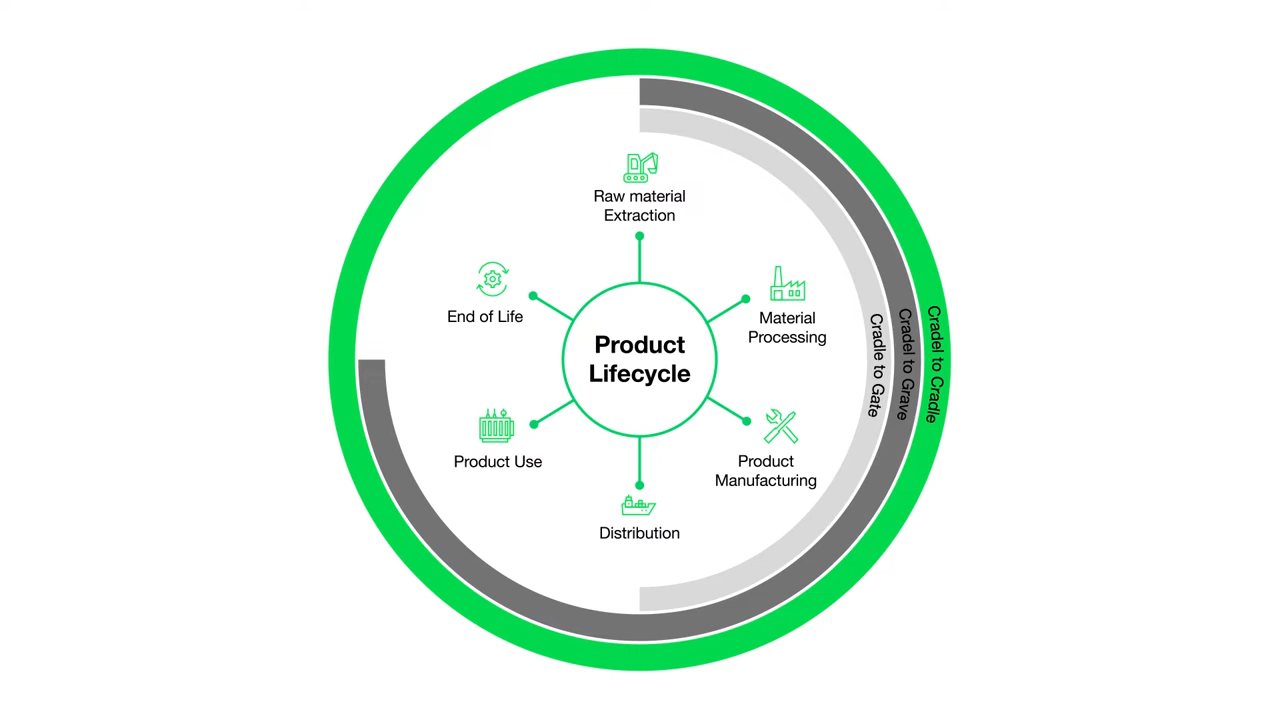 Raw material
Extraction
Material
Processing
Product
Manufacturing
Distribution
Product Use
End of Life
Product
Lifecycle
Cradle to Gate
Cradel to Grave
Cradel to Cradle